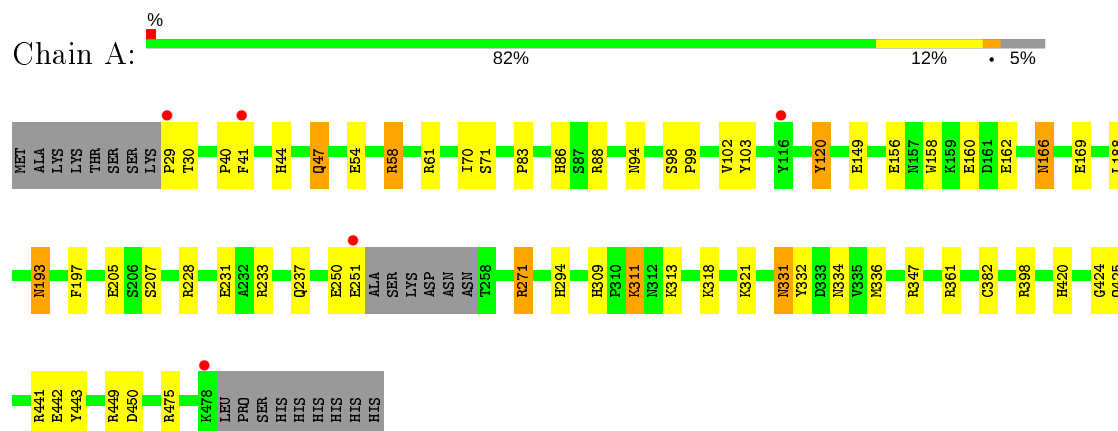 %
Chain A:
82% 12% • 5%
MET ALA LYS LYS THR SER SER LYS P29 T30 P40 F41 H44 Q47 E54 R58 R61 I70 S71 P83 H86 S87 R88 N94 S98 P99 V102 Y103 Y116 Y120 E149 E156 N157 W158 K159 E160 D161 E162 N166 E169 L188
N193 F197 E205 S206 S207 R228 E231 A232 R233 Q237 E250 E251 ALA SER LYS ASP ASN ASN T258 R271 H294 H309 P310 K311 N312 K313 K318 K321 N331 Y332 D333 N334 V335 M336 R347 R361 C382 R398 H420 G424
R441 E442 Y443 R449 D450 R475 K478 LEU PRO SER HIS HIS HIS HIS HIS HIS